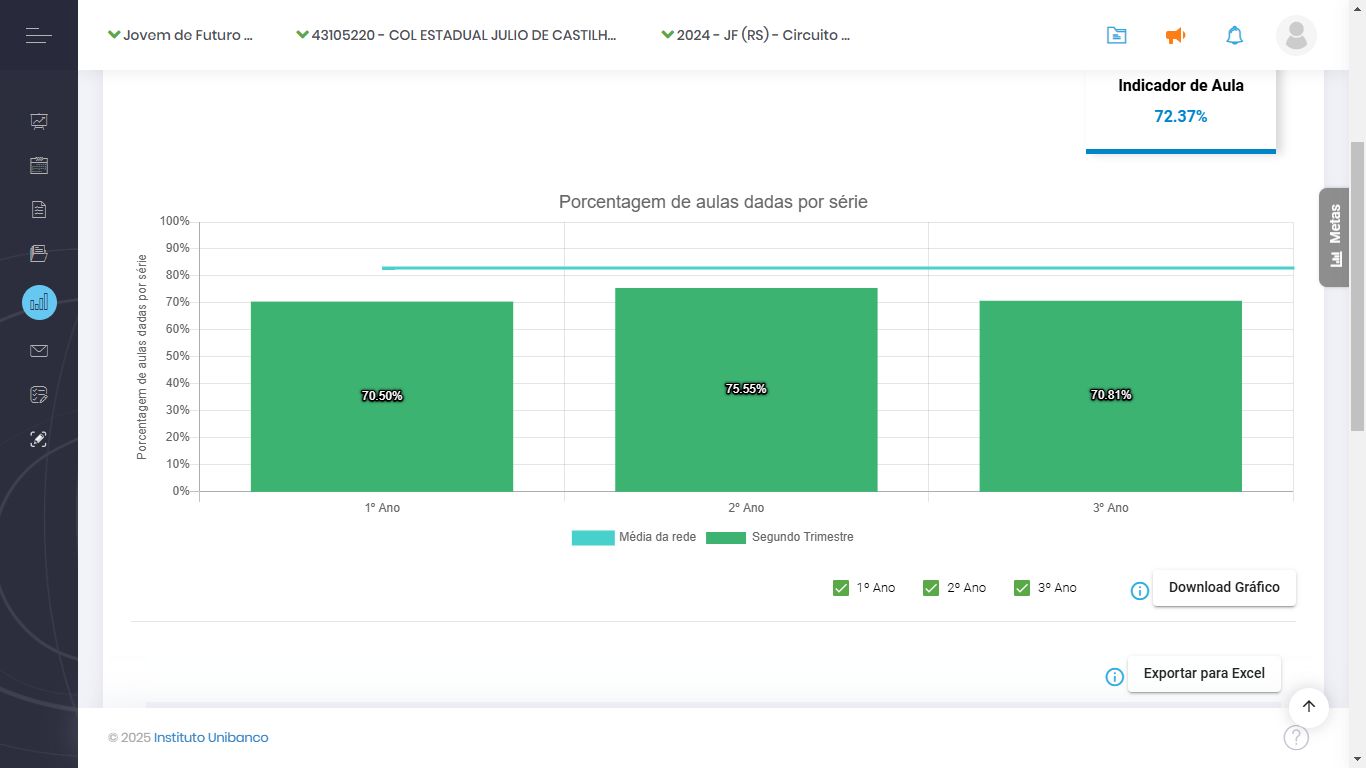 Jovem de Futuro ...
43105220 - COL ESTADUAL JULIO DE CASTILH...
2024 - JF (RS) - Circuito ...
Indicador de Aula
72.37%
Metas
Porcentagem de aulas dadas por série
Porcentagem de aulas dadas por série
100%
90%
80%
70%
60%
50%
40%
30%
20%
10%
0%
70.50%
75.55%
70.81%
1º Ano
2º Ano
3º Ano
Média da rede
Segundo Trimestre
1º Ano
2º Ano
3º Ano
Download Gráfico
Exportar para Excel
© 2025 Instituto Unibanco